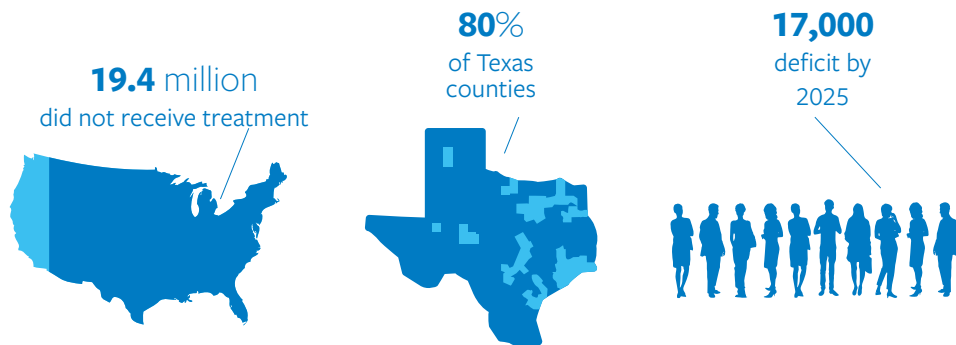 19.4 million
did not receive treatment
80%
of Texas
counties
17,000
deficit by
2025